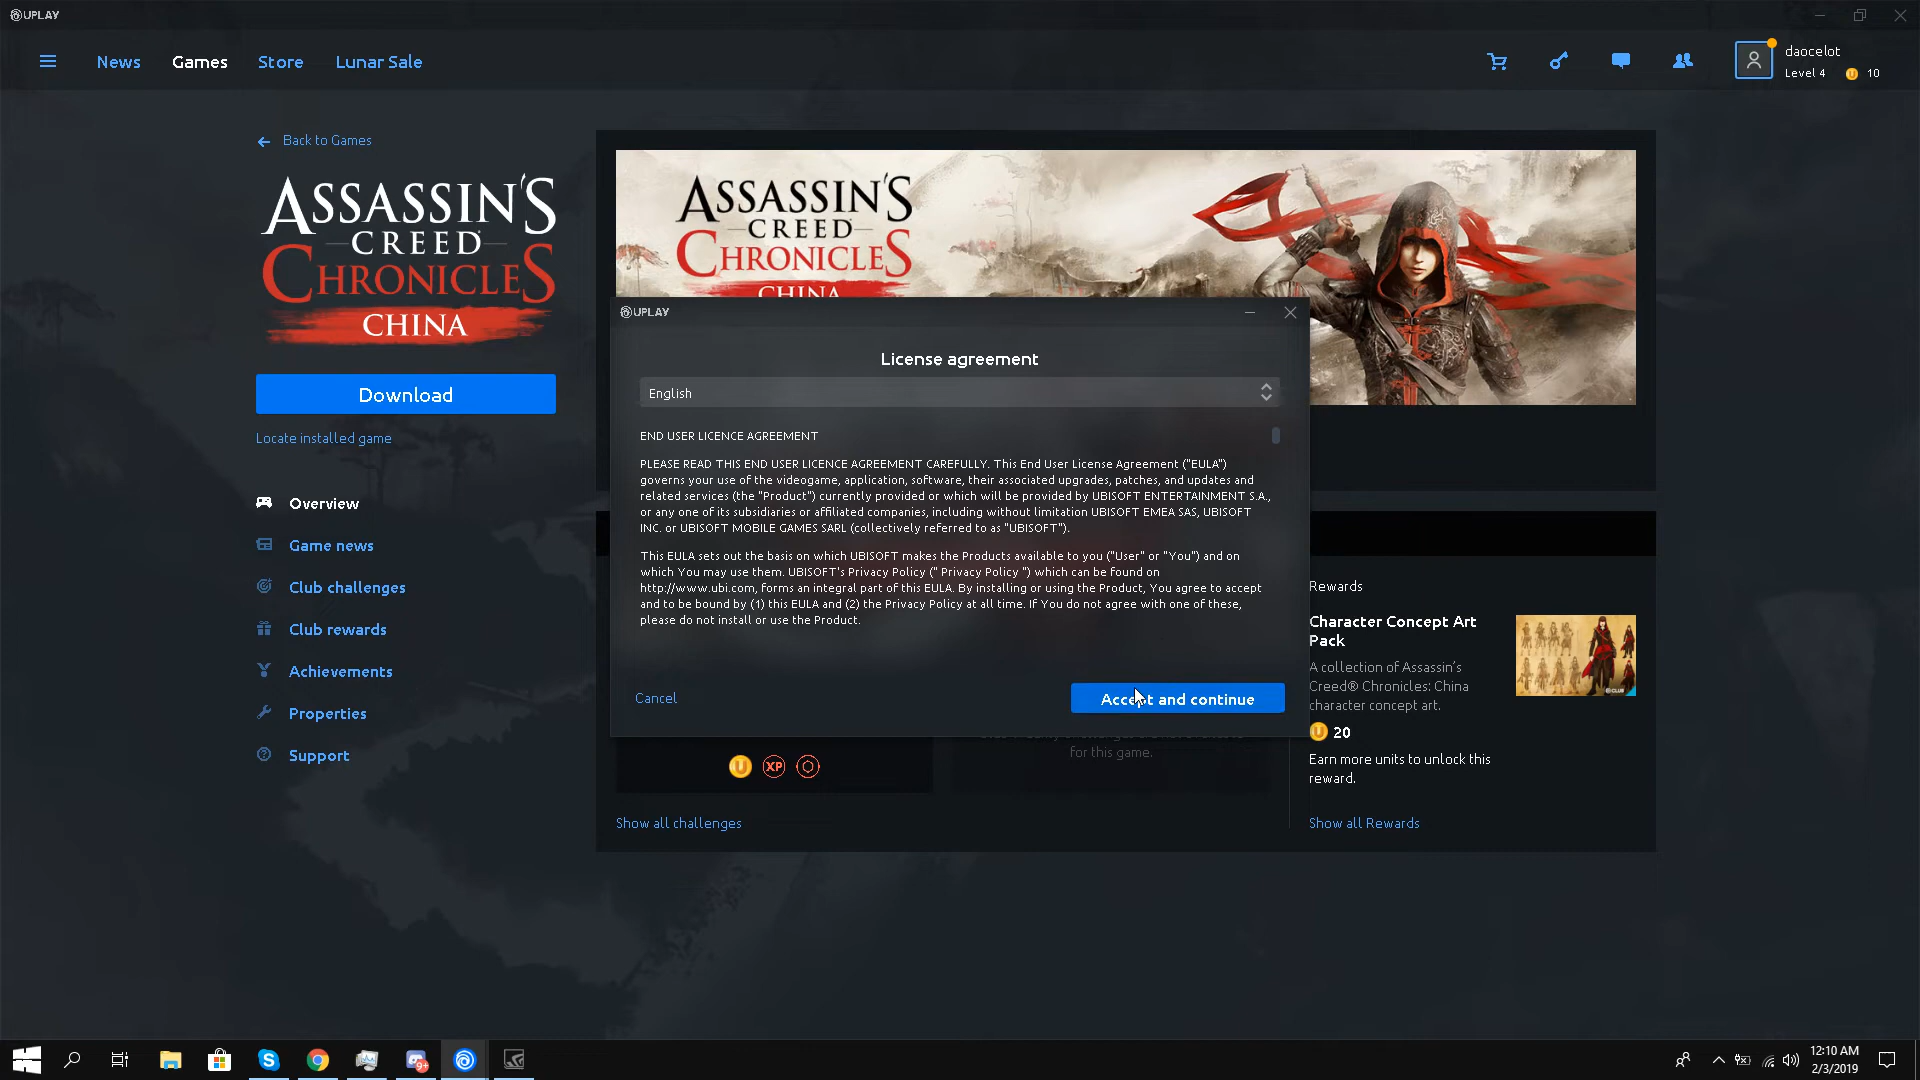 UPLAY
News
Games
Store
Lunar Sale
daocelot
Level 4
10
Back to Games
ASSASSIN'S
CREED
CHRONICLES
CHINA
ASSASSIN'S
CREED
CHRONICLES
CHINA
Download
Locate installed game
Overview
Game news
Club challenges
Club rewards
Achievements
Properties
Support
UPLAY
License agreement
English
END USER LICENCE AGREEMENT
PLEASE READ THIS END USER LICENCE AGREEMENT CAREFULLY. This End User License Agreement ("EULA")
governs your use of the videogame, application, software, their associated upgrades, patches, and updates and
related services (the "Product") currently provided or which will be provided by UBISOFT ENTERTAINMENT S.A.,
or any one of its subsidiaries or affiliated companies, including without limitation UBISOFT EMEA SAS, UBISOFT
INC. or UBISOFT MOBILE GAMES SARL (collectively referred to as "UBISOFT").
This EULA sets out the basis on which UBISOFT makes the Products available to you ("User" or "You") and on
which You may use them. UBISOFT's Privacy Policy (" Privacy Policy ") which can be found on
http://www.ubi.com, forms an integral part of this EULA. By installing or using the Product, You agree to accept
and to be bound by (1) this EULA and (2) the Privacy Policy at all time. If You do not agree with one of these,
please do not install or use the Product.
Cancel
Accept and continue
for this game.
XP
Show all challenges
Rewards
Character Concept Art
Pack
A collection of Assassin's
Creed® Chronicles: China
character concept art.
CLUB
20
Earn more units to unlock this
reward.
Show all Rewards
9+
12:10 AM
2/3/2019